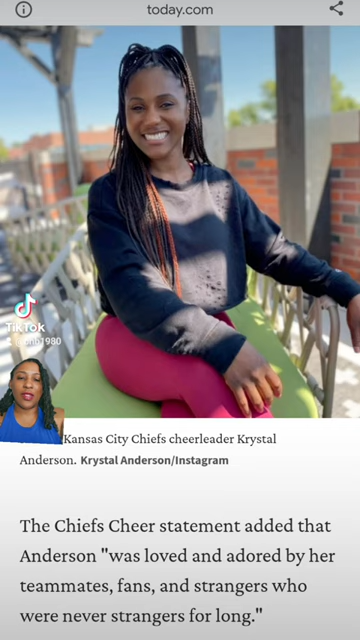 today.com
TikTok
Kansas City Chiefs cheerleader Krystal
Anderson. Krystal Anderson/Instagram
The Chiefs Cheer statement added that
Anderson "was loved and adored by her
teammates, fans, and strangers who
were never strangers for long."